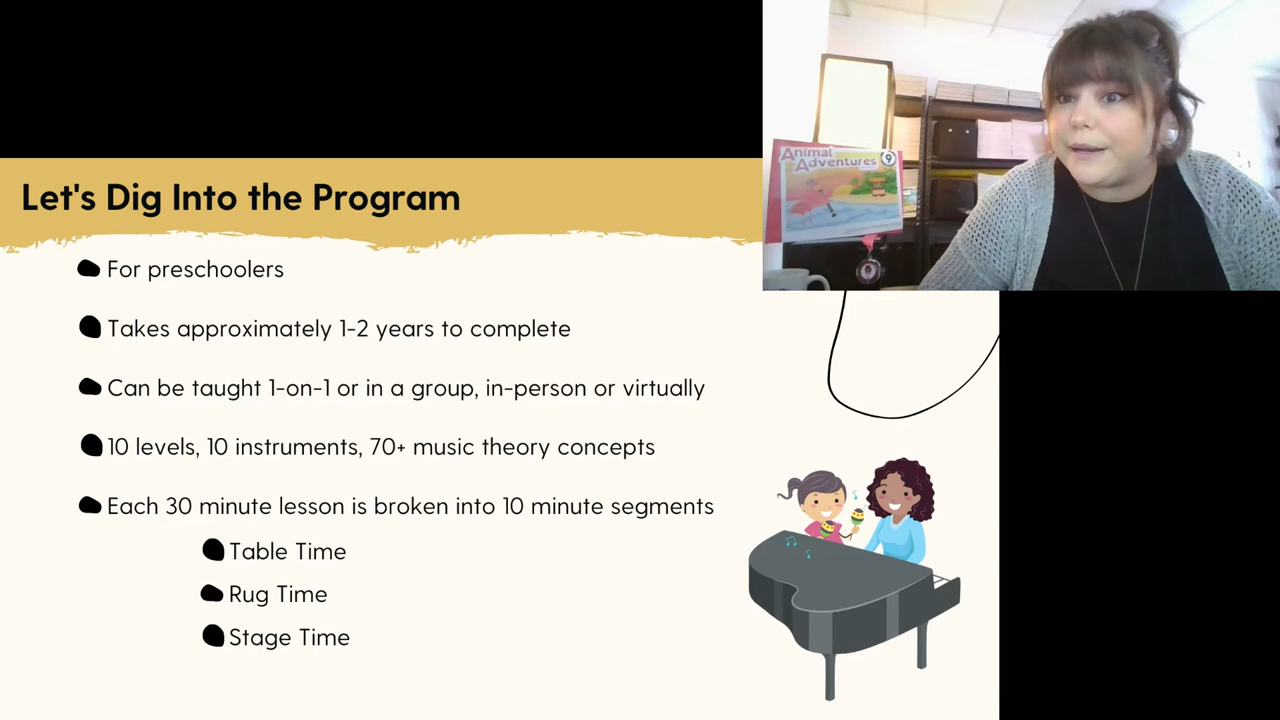 Let's Dig Into the Program
For preschoolers
Takes approximately 1-2 years to complete
Can be taught 1-on-1 or in a group, in-person or virtually
10 levels, 10 instruments, 70+ music theory concepts
Each 30 minute lesson is broken into 10 minute segments
Table Time
Rug Time
Stage Time
Animal
Adventures
9